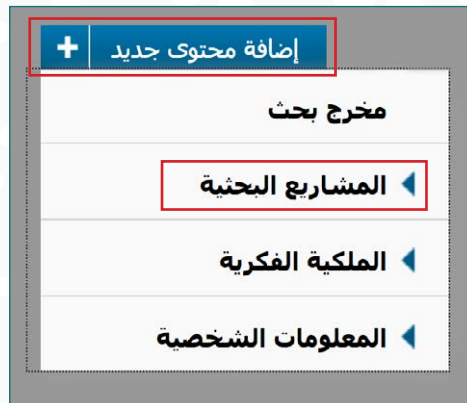 إضافة محتوى جديد +
مخرج بحث
المشاريع البحثية
الملكية الفكرية
المعلومات الشخصية